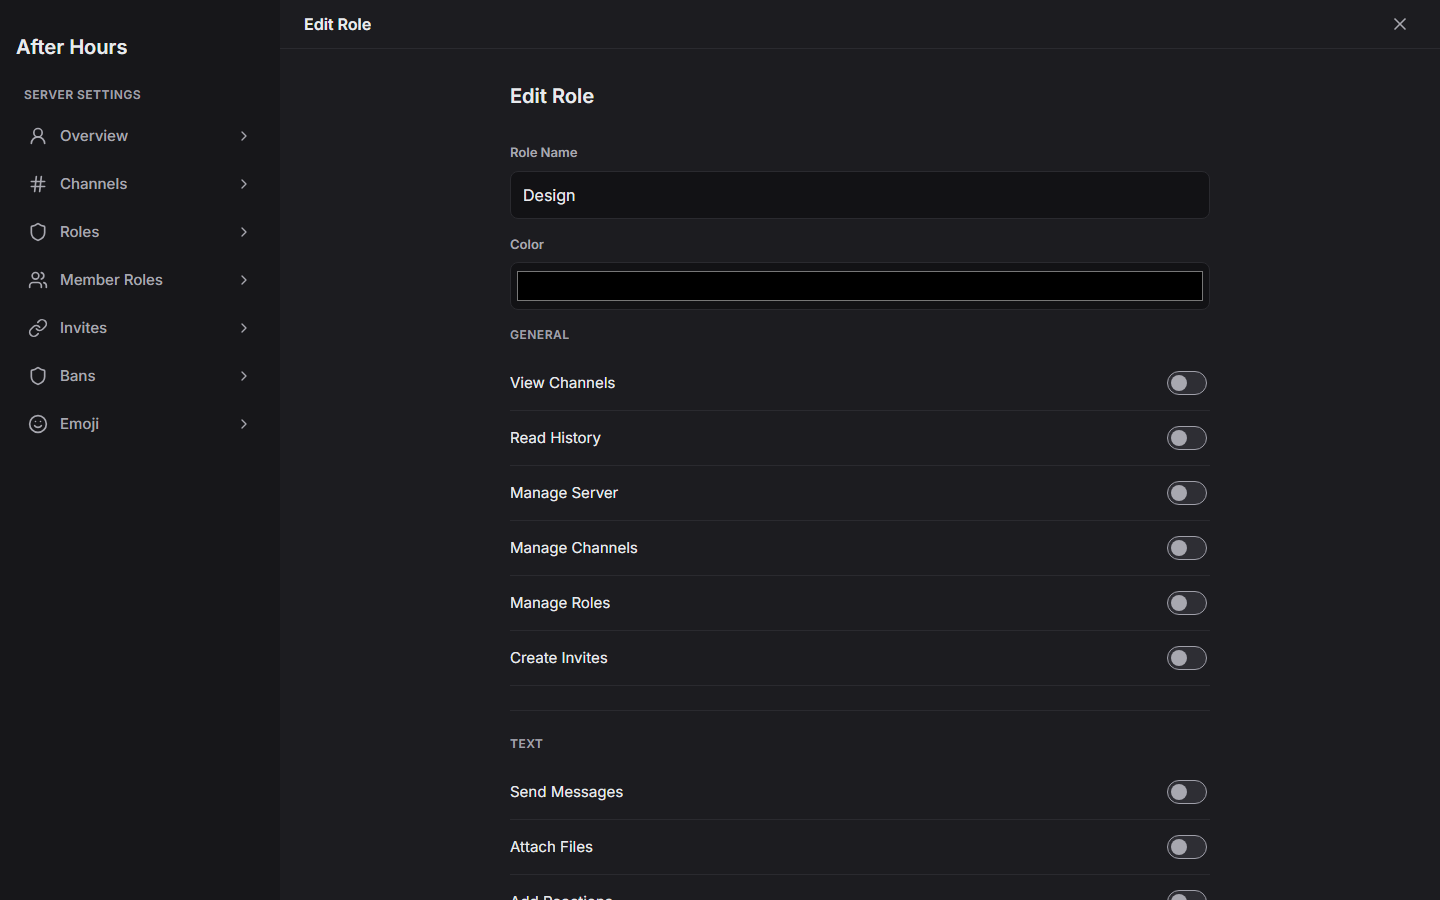 After Hours
SERVER SETTINGS
Overview
Channels
Roles
Member Roles
Invites
Bans
Emoji
Edit Role
Edit Role
Role Name
Design
Color
GENERAL
View Channels
Read History
Manage Server
Manage Channels
Manage Roles
Create Invites
TEXT
Send Messages
Attach Files
Add Reactions